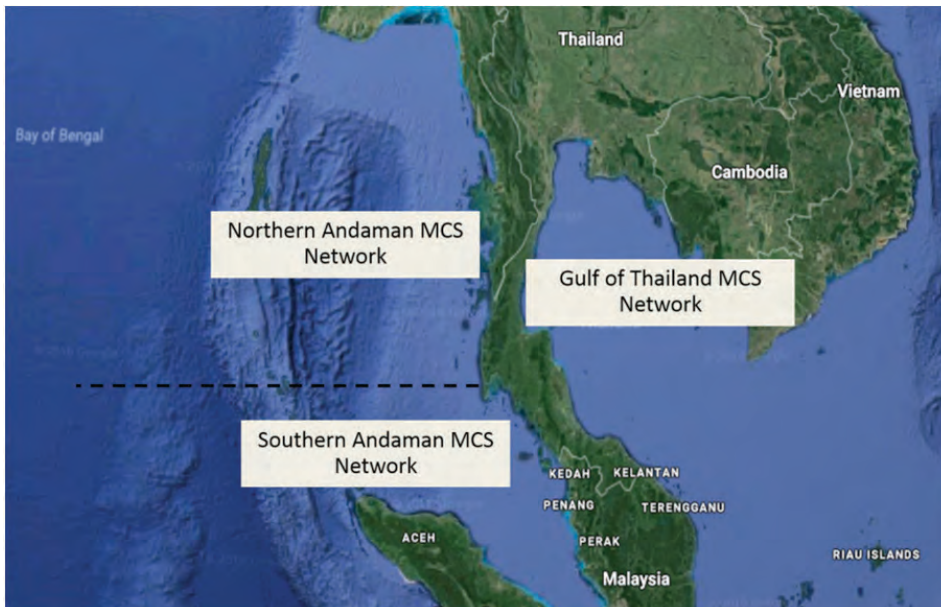 Thailand
Vietnam
Bay of Bengal
Cambodia
Northern Andaman MCS
Network
Gulf of Thailand MCS
Network
Southern Andaman MCS
Network
KEDAH
KELANTAN
PENANG
TERENGGANU
ACEH
PERAK
RIAU ISLANDS
Malaysia